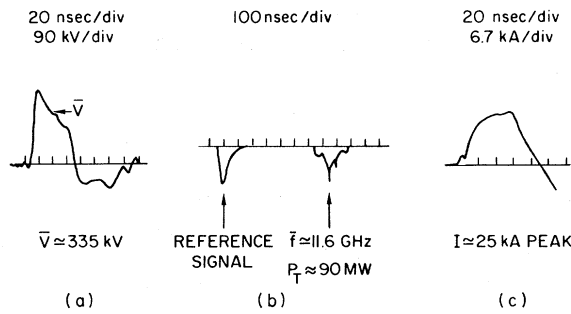 20 nsec/div
90 kV/div
V̅
V̅≃335 kV
(a)
100 nsec/div
REFERENCE
SIGNAL
f̅≃11.6 GHz
P_T≈90 MW
(b)
20 nsec/div
6.7 kA/div
I≃25 kA PEAK
(c)